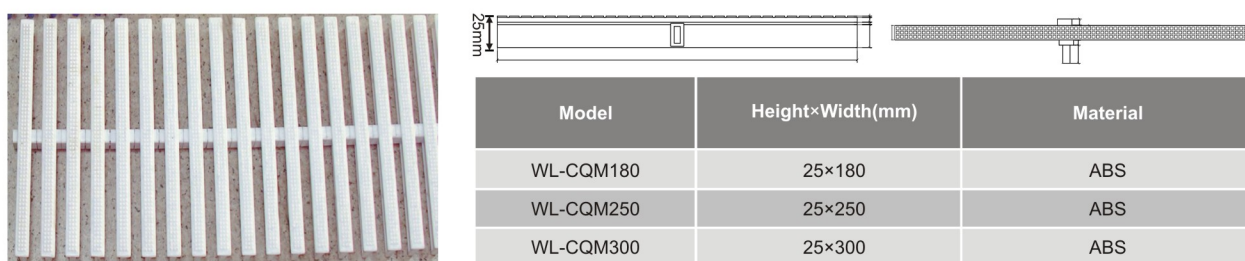 25mm
Model Height×Width(mm) Material
WL-CQM180 25×180 ABS
WL-CQM250 25×250 ABS
WL-CQM300 25×300 ABS